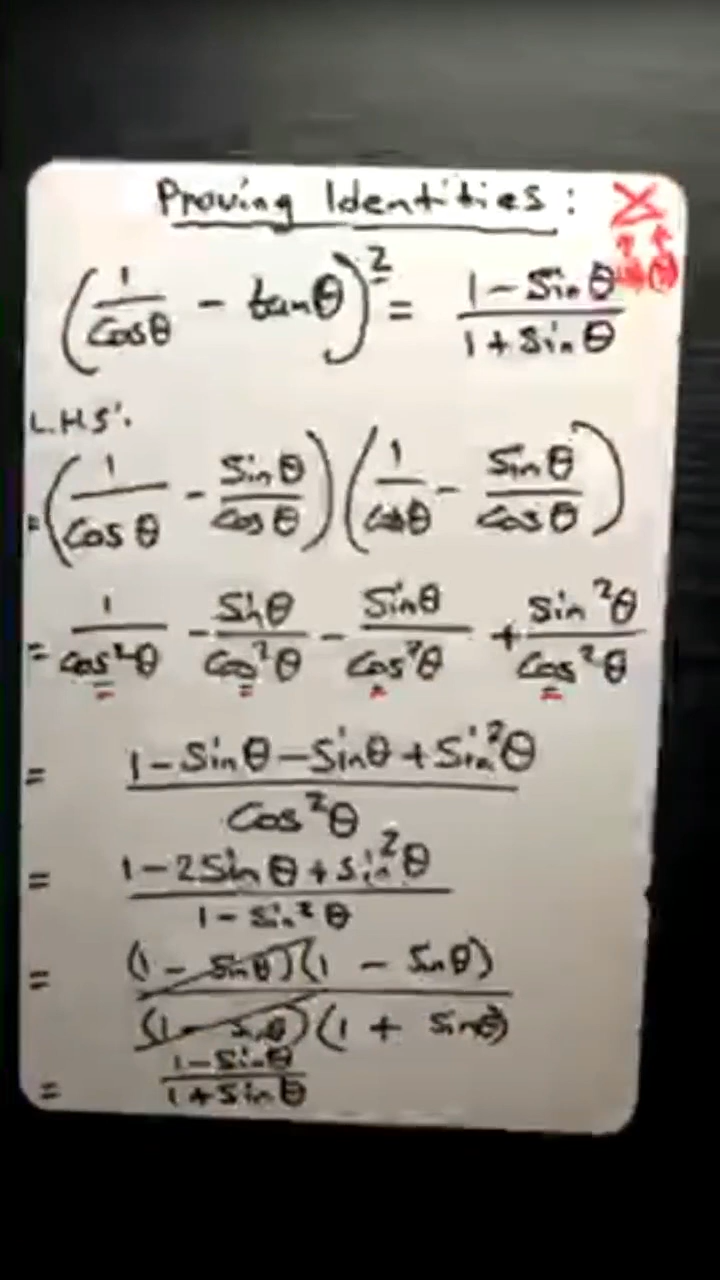 Proving Identities :
(1/cosθ - tanθ)² = (1 - Sinθ)/(1 + Sinθ)
L.H.S:
= (1/Cosθ - Sinθ/Cosθ)(1/Cosθ - Sinθ/Cosθ)
= 1/Cos²θ - Sinθ/Cos²θ - Sinθ/Cos²θ + Sin²θ/Cos²θ
= (1 - Sinθ - Sinθ + Sin²θ)/Cos²θ
= (1 - 2Sinθ + Sin²θ)/(1 - Sin²θ)
= (1 - Sinθ)(1 - Sinθ)/(1 - Sinθ)(1 + Sinθ)
= (1 - Sinθ)/(1 + Sinθ)